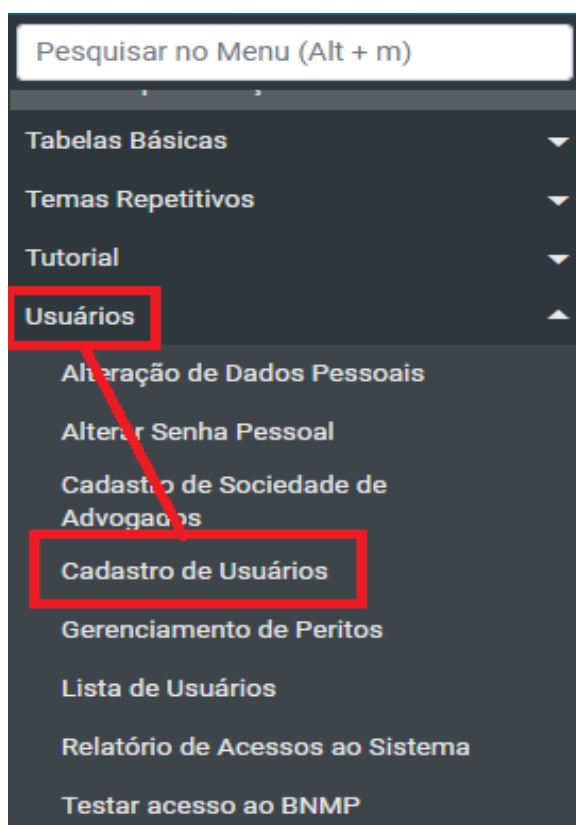 Pesquisar no Menu (Alt + m)
Tabelas Básicas
Temas Repetitivos
Tutorial
Usuários
Alteração de Dados Pessoais
Alterar Senha Pessoal
Cadastro de Sociedade de
Advogados
Cadastro de Usuários
Gerenciamento de Peritos
Lista de Usuários
Relatório de Acessos ao Sistema
Testar acesso ao BNMP